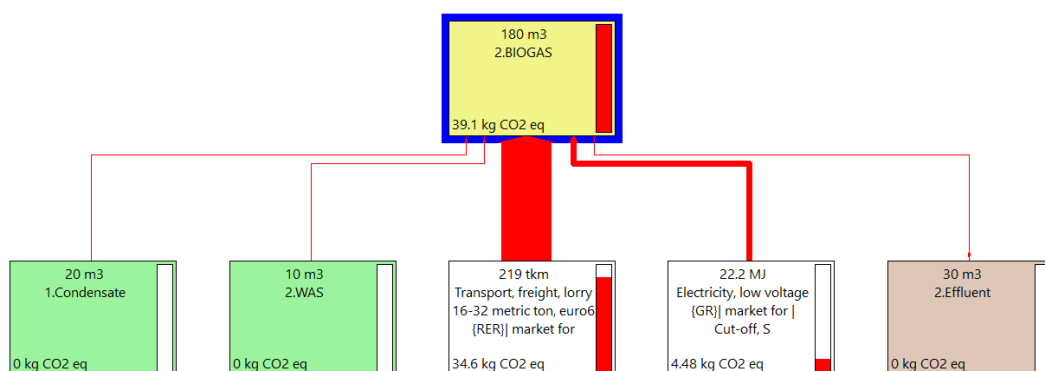 180 m3
2.BIOGAS
39.1 kg CO2 eq
20 m3
1.Condensate
0 kg CO2 eq
10 m3
2.WAS
0 kg CO2 eq
219 tkm
Transport, freight, lorry
16-32 metric ton, euro6
{RER}| market for
34.6 kg CO2 eq
22.2 MJ
Electricity, low voltage
{GR}| market for |
Cut-off, S
4.48 kg CO2 eq
30 m3
2.Effluent
0 kg CO2 eq